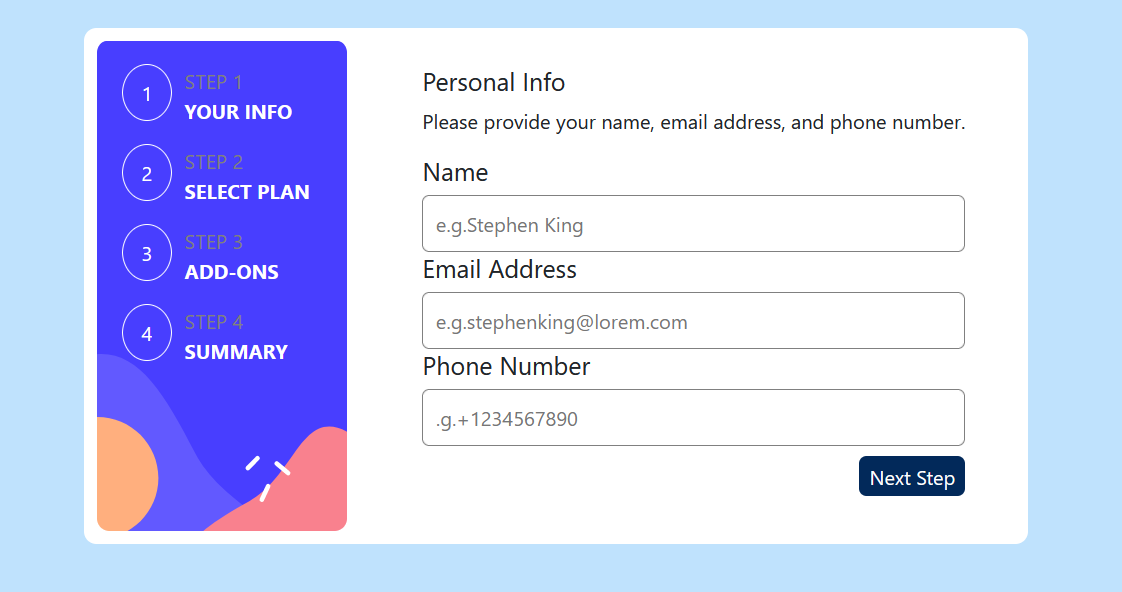 1
STEP 1
YOUR INFO
2
STEP 2
SELECT PLAN
3
STEP 3
ADD-ONS
4
STEP 4
SUMMARY
Personal Info
Please provide your name, email address, and phone number.
Name
e.g.Stephen King
Email Address
e.g.stephenking@lorem.com
Phone Number
.g.+1234567890
Next Step